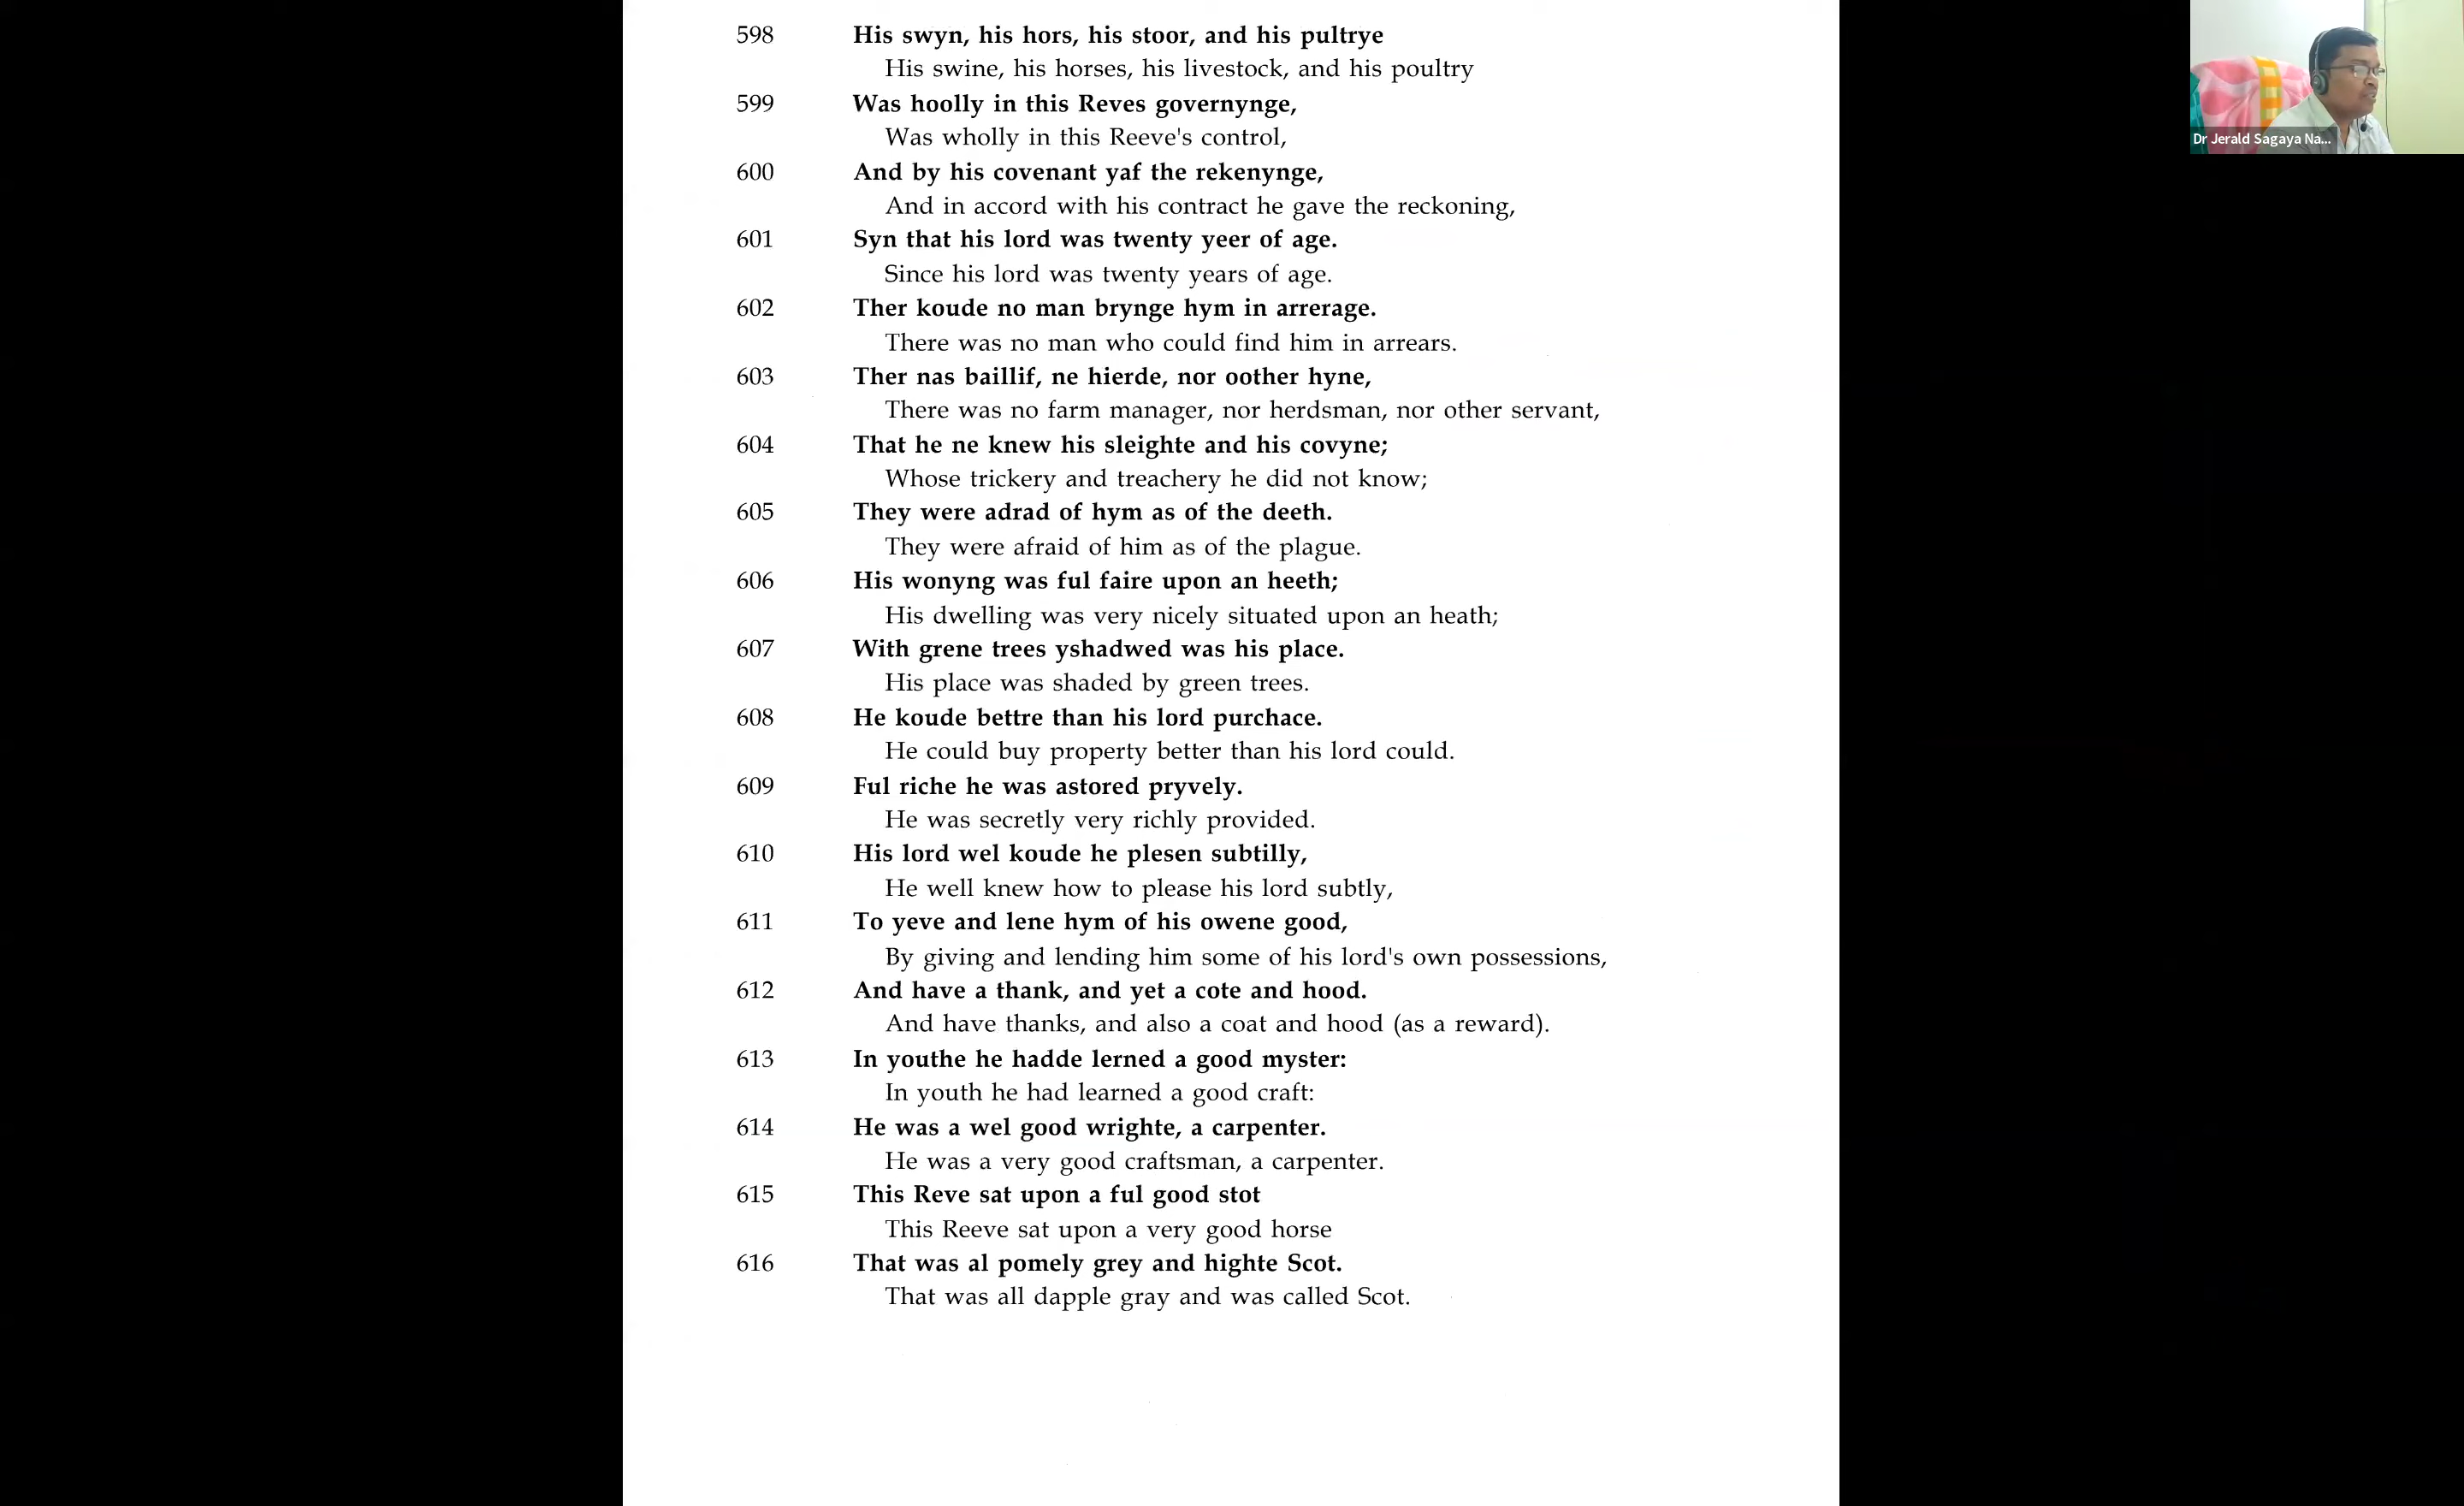 598 His swyn, his hors, his stoor, and his pultrye
His swine, his horses, his livestock, and his poultry
599 Was hoolly in this Reves governynge,
Was wholly in this Reeve's control,
600 And by his covenant yaf the rekenynge,
And in accord with his contract he gave the reckoning,
601 Syn that his lord was twenty yeer of age.
Since his lord was twenty years of age.
602 Ther koude no man brynge hym in arrerage.
There was no man who could find him in arrears.
603 Ther nas baillif, ne hierde, nor oother hyne,
There was no farm manager, nor herdsman, nor other servant,
604 That he ne knew his sleighte and his covyne;
Whose trickery and treachery he did not know;
605 They were adrad of hym as of the deeth.
They were afraid of him as of the plague.
606 His wonyng was ful faire upon an heeth;
His dwelling was very nicely situated upon an heath;
607 With grene trees yshadwed was his place.
His place was shaded by green trees.
608 He koude bettre than his lord purchace.
He could buy property better than his lord could.
609 Ful riche he was astored pryvely.
He was secretly very richly provided.
610 His lord wel koude he plesen subtilly,
He well knew how to please his lord subtly,
611 To yeve and lene hym of his owene good,
By giving and lending him some of his lord's own possessions,
612 And have a thank, and yet a cote and hood.
And have thanks, and also a coat and hood (as a reward).
613 In youthe he hadde lerned a good myster:
In youth he had learned a good craft:
614 He was a wel good wrighte, a carpenter.
He was a very good craftsman, a carpenter.
615 This Reve sat upon a ful good stot
This Reeve sat upon a very good horse
616 That was al pomely grey and highte Scot.
That was all dapple gray and was called Scot.
Dr Jerald Sagaya Na...